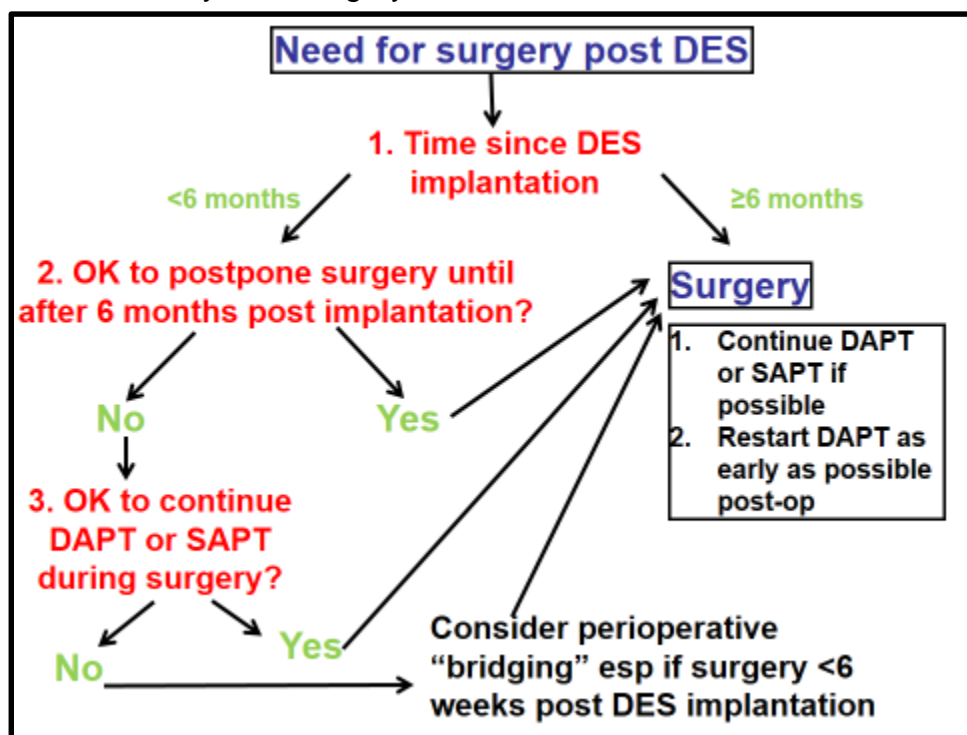 Need for surgery post DES
1. Time since DES
implantation
<6 months
≥6 months
2. OK to postpone surgery until
after 6 months post implantation?
Surgery
1. Continue DAPT
or SAPT if
possible
2. Restart DAPT as
early as possible
post-op
No
Yes
3. OK to continue
DAPT or SAPT
during surgery?
No
Yes
Consider perioperative
“bridging” esp if surgery <6
weeks post DES implantation